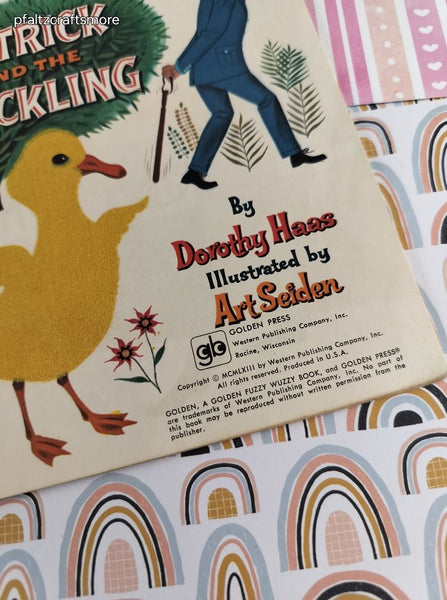 pfaltzcraftsmore
TRICK
ND THE
CKLING
By
Dorothy Haas
Illustrated by
Art Seiden
gb
GOLDEN PRESS
Western Publishing Company, Inc.
Racine, Wisconsin
Copyright © MCMLXIII by Western Publishing Company, Inc.
All rights reserved. Produced in U.S.A.
GOLDEN, A GOLDEN FUZZY WUZZY BOOK, and GOLDEN PRESS®
are trademarks of Western Publishing Company, Inc. No part of
this book may be reproduced without written permission from the
publisher.